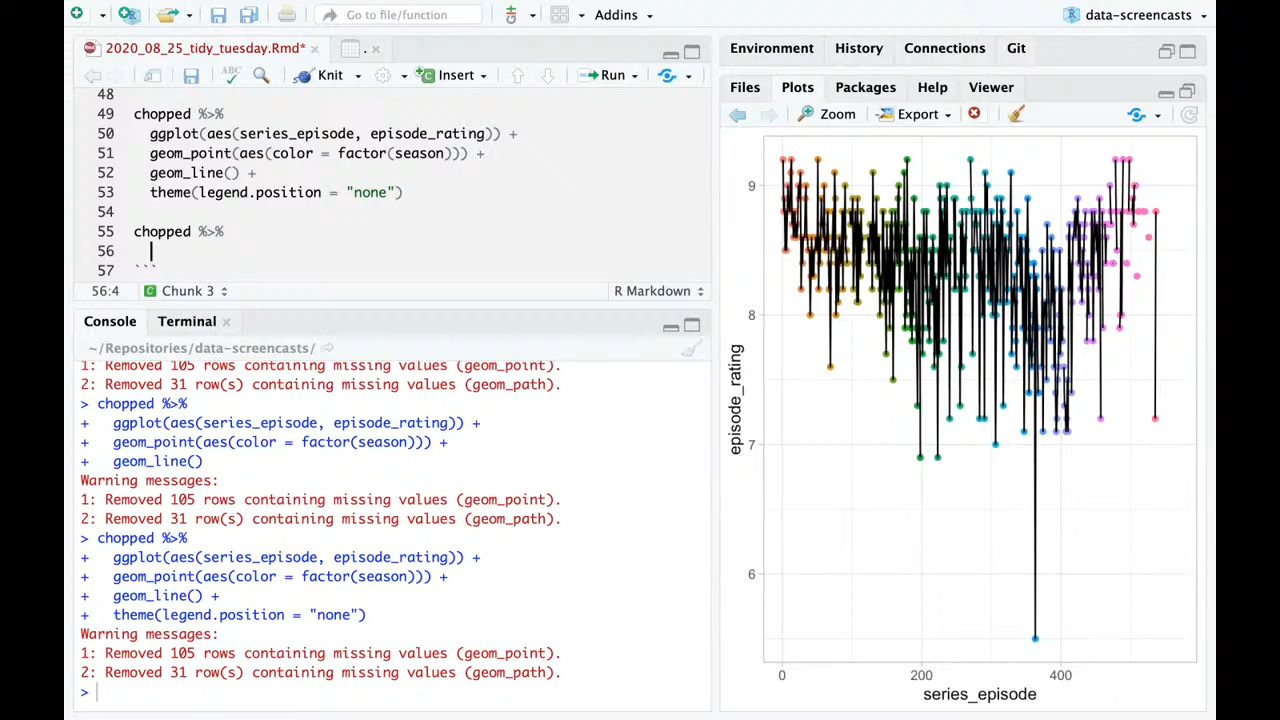 Go to file/function
Addins
data-screencasts
2020_08_25_tidy_tuesday.Rmd*
.
ABC
Knit
Insert
Run
48
49 chopped %>%
50 ggplot(aes(series_episode, episode_rating)) +
51 geom_point(aes(color = factor(season))) +
52 geom_line() +
53 theme(legend.position = "none")
54
55 chopped %>%
56
57 ```
56:4
Chunk 3
R Markdown
Console
Terminal
~/Repositories/data-screencasts/
1: Removed 105 rows containing missing values (geom_point).
2: Removed 31 row(s) containing missing values (geom_path).
> chopped %>%
+ ggplot(aes(series_episode, episode_rating)) +
+ geom_point(aes(color = factor(season))) +
+ geom_line()
Warning messages:
1: Removed 105 rows containing missing values (geom_point).
2: Removed 31 row(s) containing missing values (geom_path).
> chopped %>%
+ ggplot(aes(series_episode, episode_rating)) +
+ geom_point(aes(color = factor(season))) +
+ geom_line() +
+ theme(legend.position = "none")
Warning messages:
1: Removed 105 rows containing missing values (geom_point).
2: Removed 31 row(s) containing missing values (geom_path).
>
Environment
History
Connections
Git
Files
Plots
Packages
Help
Viewer
Zoom
Export
9
8
7
6
episode_rating
0
200
400
series_episode